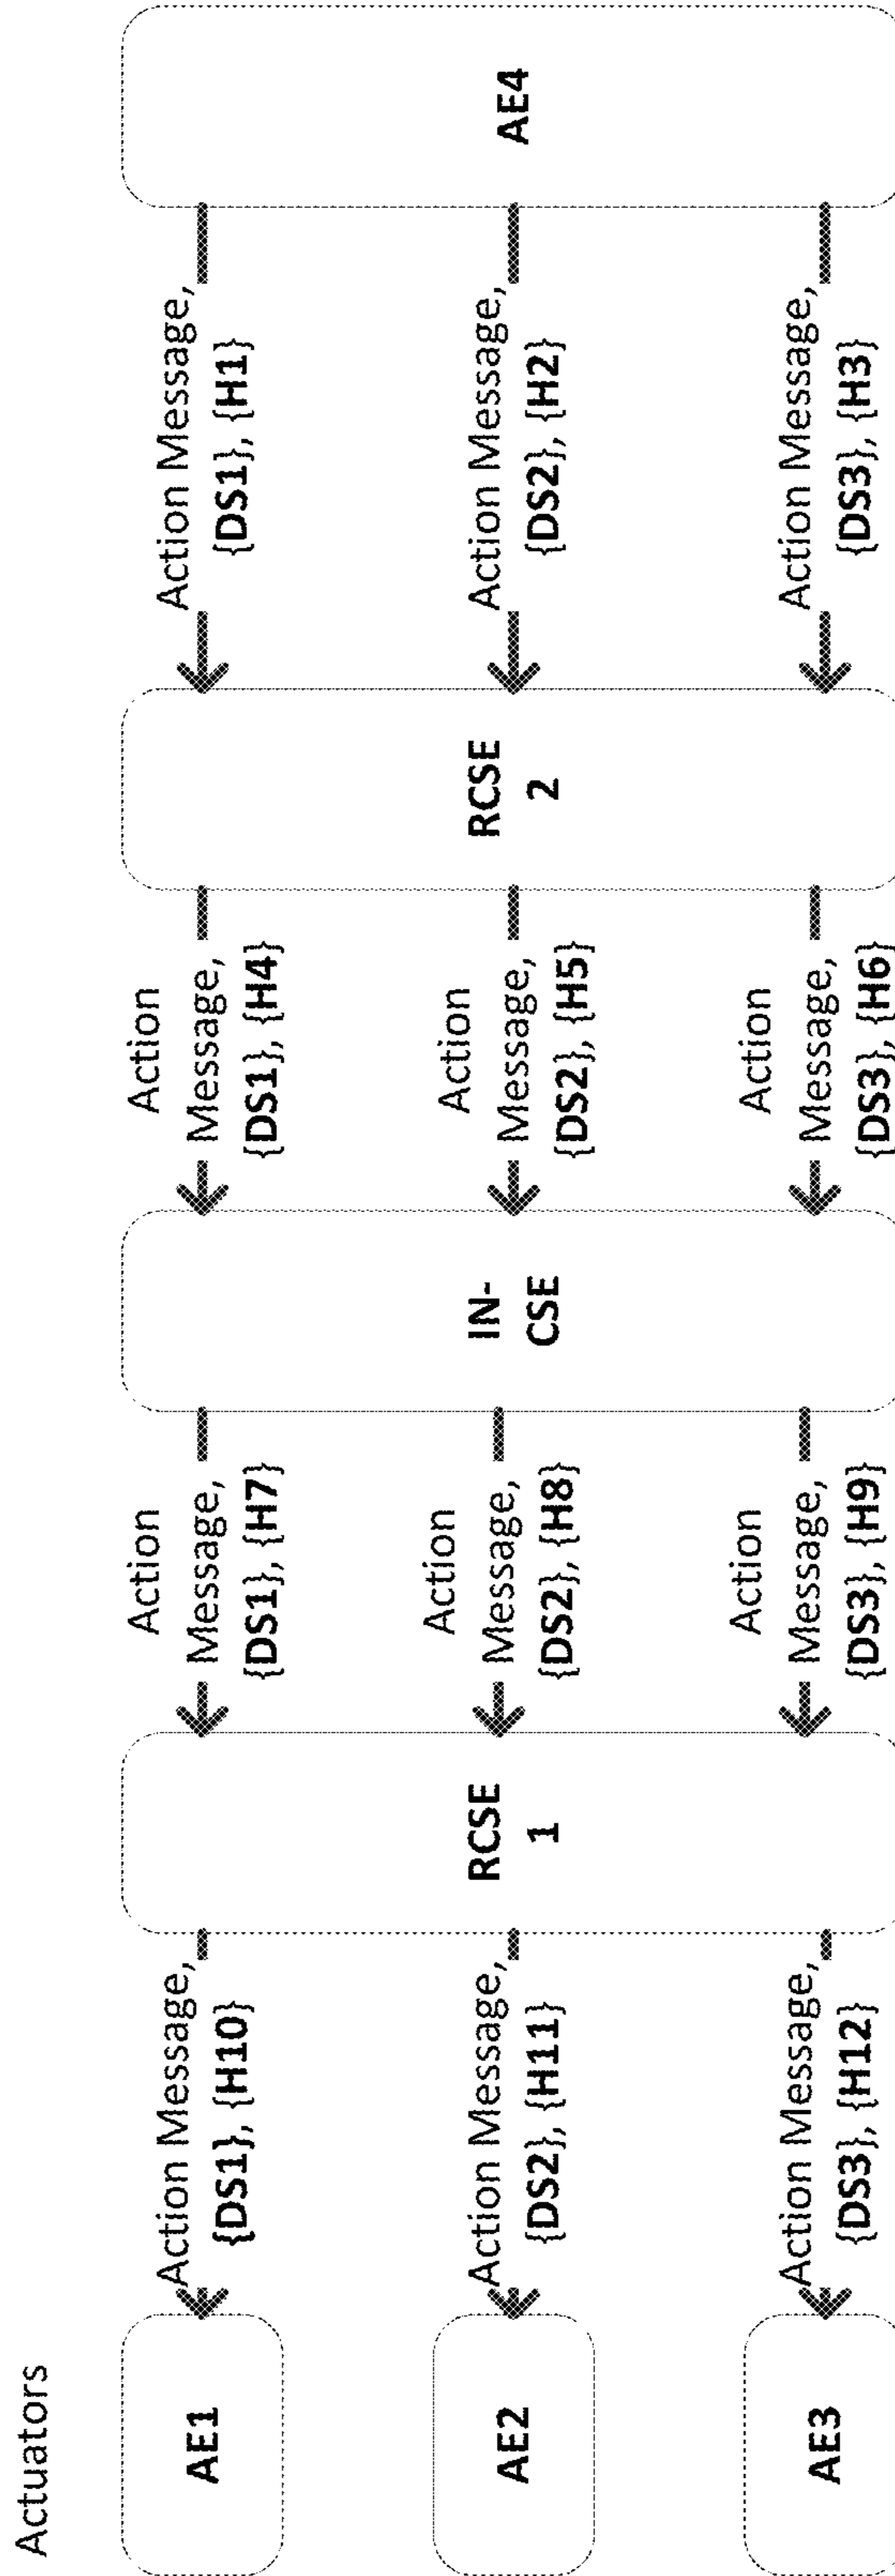 Actuators
AE1
AE2
AE3
Action Message,
{DS1}, {H10}
Action Message,
{DS2}, {H11}
Action Message,
{DS3}, {H12}
RCSE
1
Action
Message,
{DS1}, {H7}
Action
Message,
{DS2}, {H8}
Action
Message,
{DS3}, {H9}
IN-
CSE
Action
Message,
{DS1}, {H4}
Action
Message,
{DS2}, {H5}
Action
Message,
{DS3}, {H6}
RCSE
2
Action Message,
{DS1}, {H1}
Action Message,
{DS2}, {H2}
Action Message,
{DS3}, {H3}
AE4